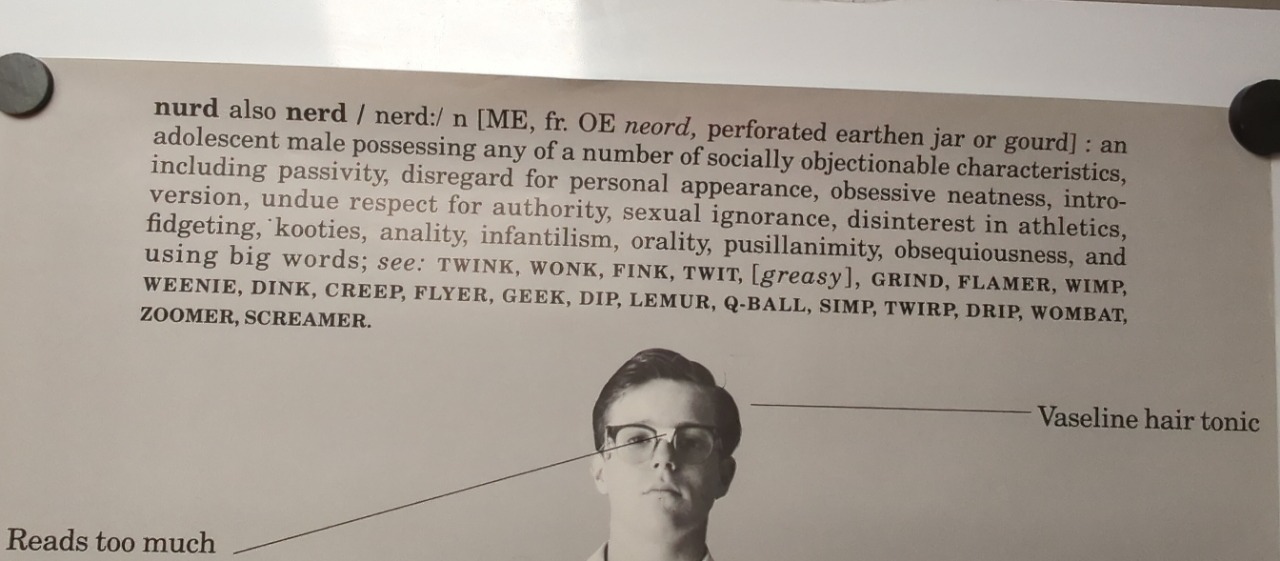 nurd also nerd / nerd:/ n [ME, fr. OE neord, perforated earthen jar or gourd] : an
adolescent male possessing any of a number of socially objectionable characteristics,
including passivity, disregard for personal appearance, obsessive neatness, intro-
version, undue respect for authority, sexual ignorance, disinterest in athletics,
fidgeting, kooties, anality, infantilism, orality, pusillanimity, obsequiousness, and
using big words; see: TWINK, WONK, FINK, TWIT, [greasy], GRIND, FLAMER, WIMP,
WEENIE, DINK, CREEP, FLYER, GEEK, DIP, LEMUR, Q-BALL, SIMP, TWIRP, DRIP, WOMBAT,
ZOOMER, SCREAMER.
Vaseline hair tonic
Reads too much